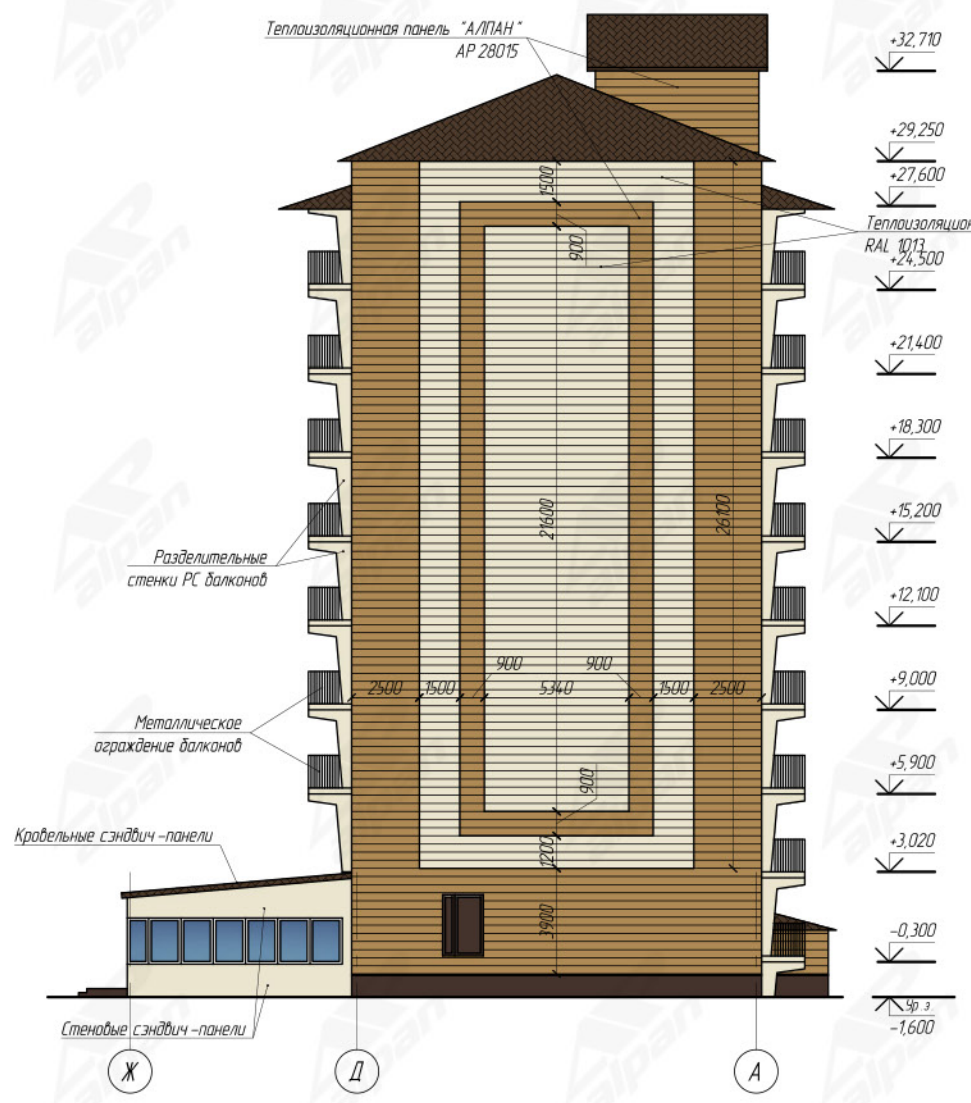 Теплоизоляционная панель "АЛПАН"
АР 28015
+32,710
+29,250
+27,600
1500
900
Теплоизоляцион
RAL 1013
+24,500
+21,400
+18,300
+15,200
21600
26100
Разделительные
стенки РС балконов
+12,100
900
900
2500
1500
5340
1500
2500
+9,000
Металлическое
ограждение балконов
+5,900
900
Кровельные сэндвич-панели
1200
+3,020
3900
-0,300
Стеновые сэндвич-панели
Ур.з.
-1,600
Ж
Д
А
alpan